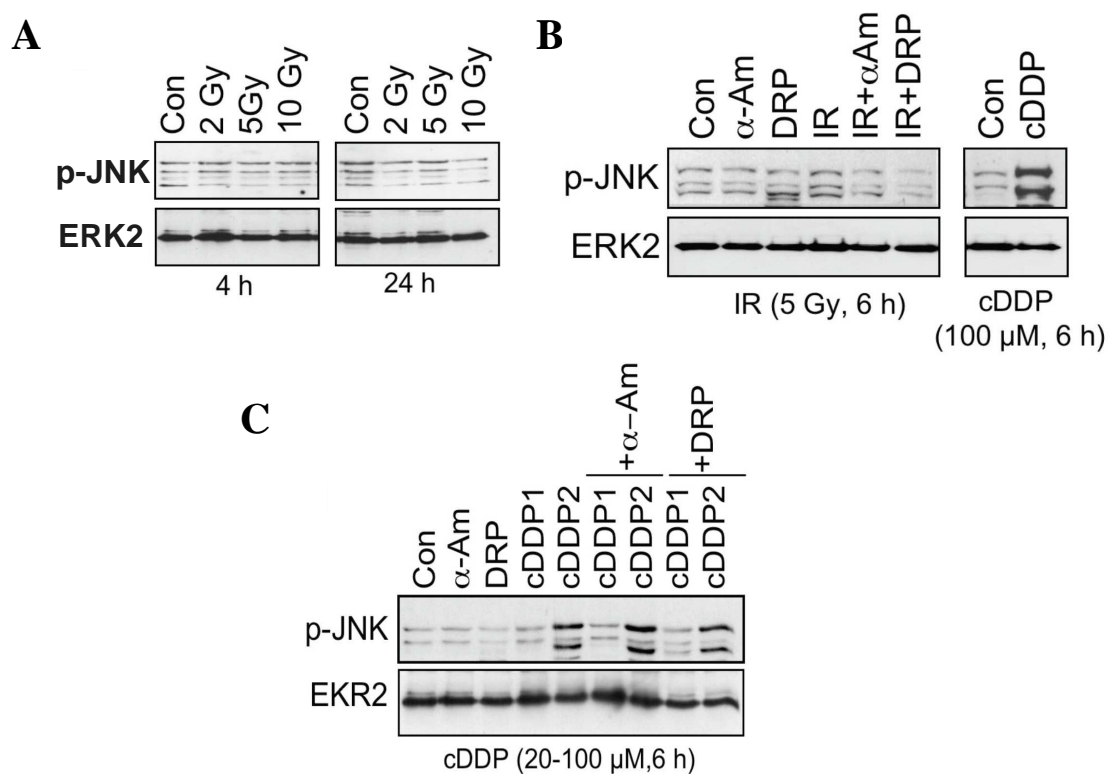 A
Con
2 Gy
5Gy
10 Gy
Con
2 Gy
5 Gy
10 Gy
p-JNK
ERK2
4 h
24 h
B
Con
α-Am
DRP
IR
IR+αAm
IR+DRP
Con
cDDP
p-JNK
ERK2
IR (5 Gy, 6 h)
cDDP
(100 µM, 6 h)
C
+α–Am
+DRP
Con
α-Am
DRP
cDDP1
cDDP2
cDDP1
cDDP2
cDDP1
cDDP2
p-JNK
EKR2
cDDP (20-100 µM,6 h)